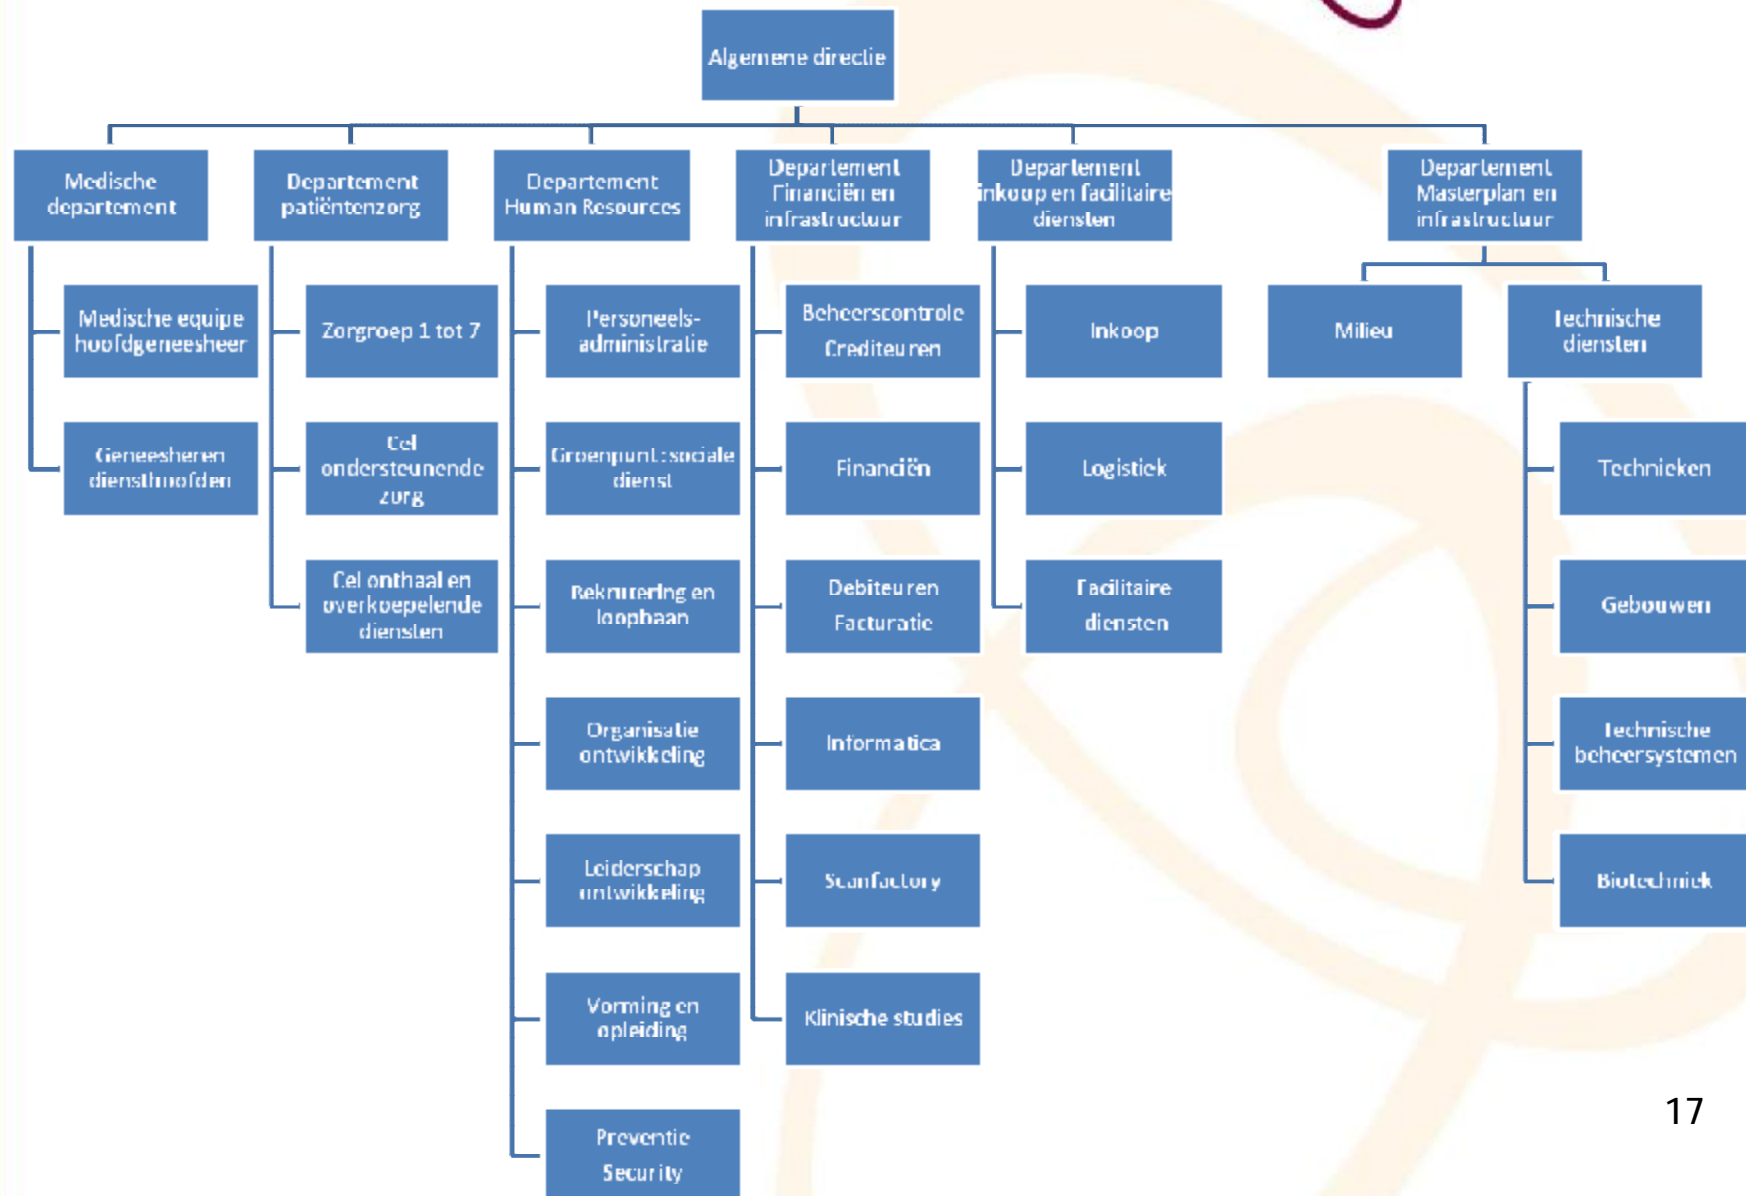 Algemene directie
Medische
departement
Departement
patiëntenzorg
Departement
Human Resources
Departement
Financiën en
infrastructuur
Departement
inkoop en facilitaire
diensten
Departement
Masterplan en
infrastructuur
Medische equipe
hoofdgeneesheer
Geneesheren
diensthoofden
Zorgroep 1 tot 7
Cel
ondersteunende
zorg
Cel onthaal en
overkoepelende
diensten
Personeels-
administratie
Groenpunt: sociale
dienst
Rekrutering en
loopbaan
Organisatie
ontwikkeling
Leiderschap
ontwikkeling
Vorming en
opleiding
Preventie
Security
Beheerscontrole
Crediteuren
Financiën
Debiteuren
Facturatie
Informatica
Scanfactory
Klinische studies
Inkoop
Logistiek
Facilitaire
diensten
Milieu
Technische
diensten
Technieken
Gebouwen
Technische
beheersystemen
Biotechniek
17